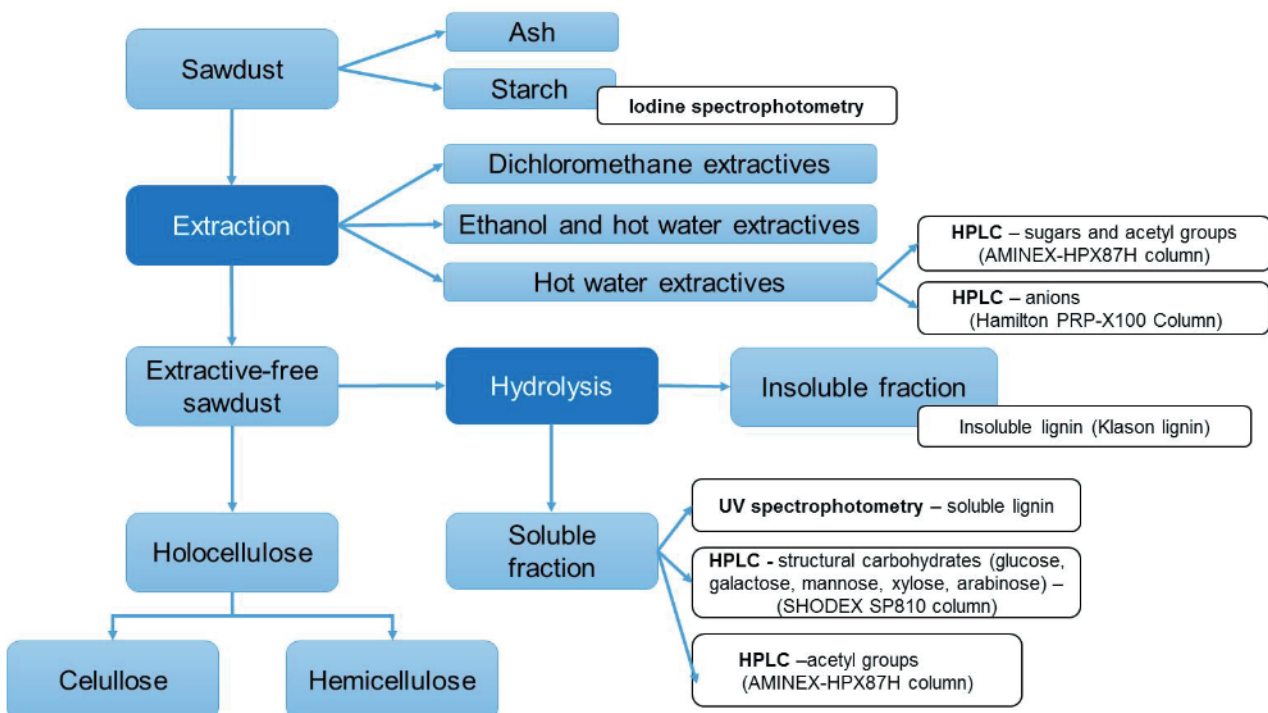 Ash
Sawdust
Starch
Iodine spectrophotometry
Dichloromethane extractives
Extraction
Ethanol and hot water extractives
Hot water extractives
HPLC – sugars and acetyl groups
(AMINEX-HPX87H column)
HPLC – anions
(Hamilton PRP-X100 Column)
Extractive-free
sawdust
Hydrolysis
Insoluble fraction
Insoluble lignin (Klason lignin)
Holocellulose
Soluble
fraction
UV spectrophotometry – soluble lignin
HPLC - structural carbohydrates (glucose,
galactose, mannose, xylose, arabinose) –
(SHODEX SP810 column)
HPLC –acetyl groups
(AMINEX-HPX87H column)
Celullose
Hemicellulose